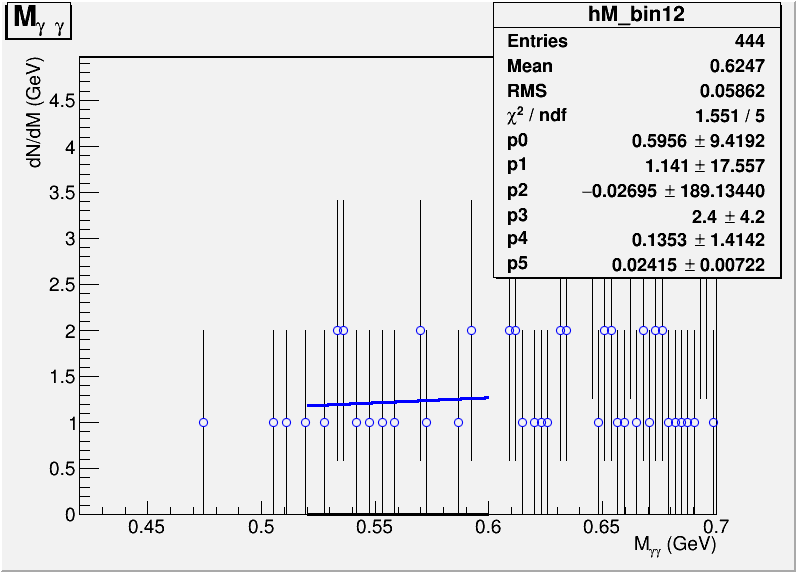 M γ γ
hM_bin12
Entries 444
Mean 0.6247
RMS 0.05862
χ² / ndf 1.551 / 5
p0 0.5956 ± 9.4192
p1 1.141 ± 17.557
p2 −0.02695 ± 189.13440
p3 2.4 ± 4.2
p4 0.1353 ± 1.4142
p5 0.02415 ± 0.00722
dN/dM (GeV)
4.5
4
3.5
3
2.5
2
1.5
1
0.5
0
0.45 0.5 0.55 0.6 0.65 0.7
Mγγ (GeV)